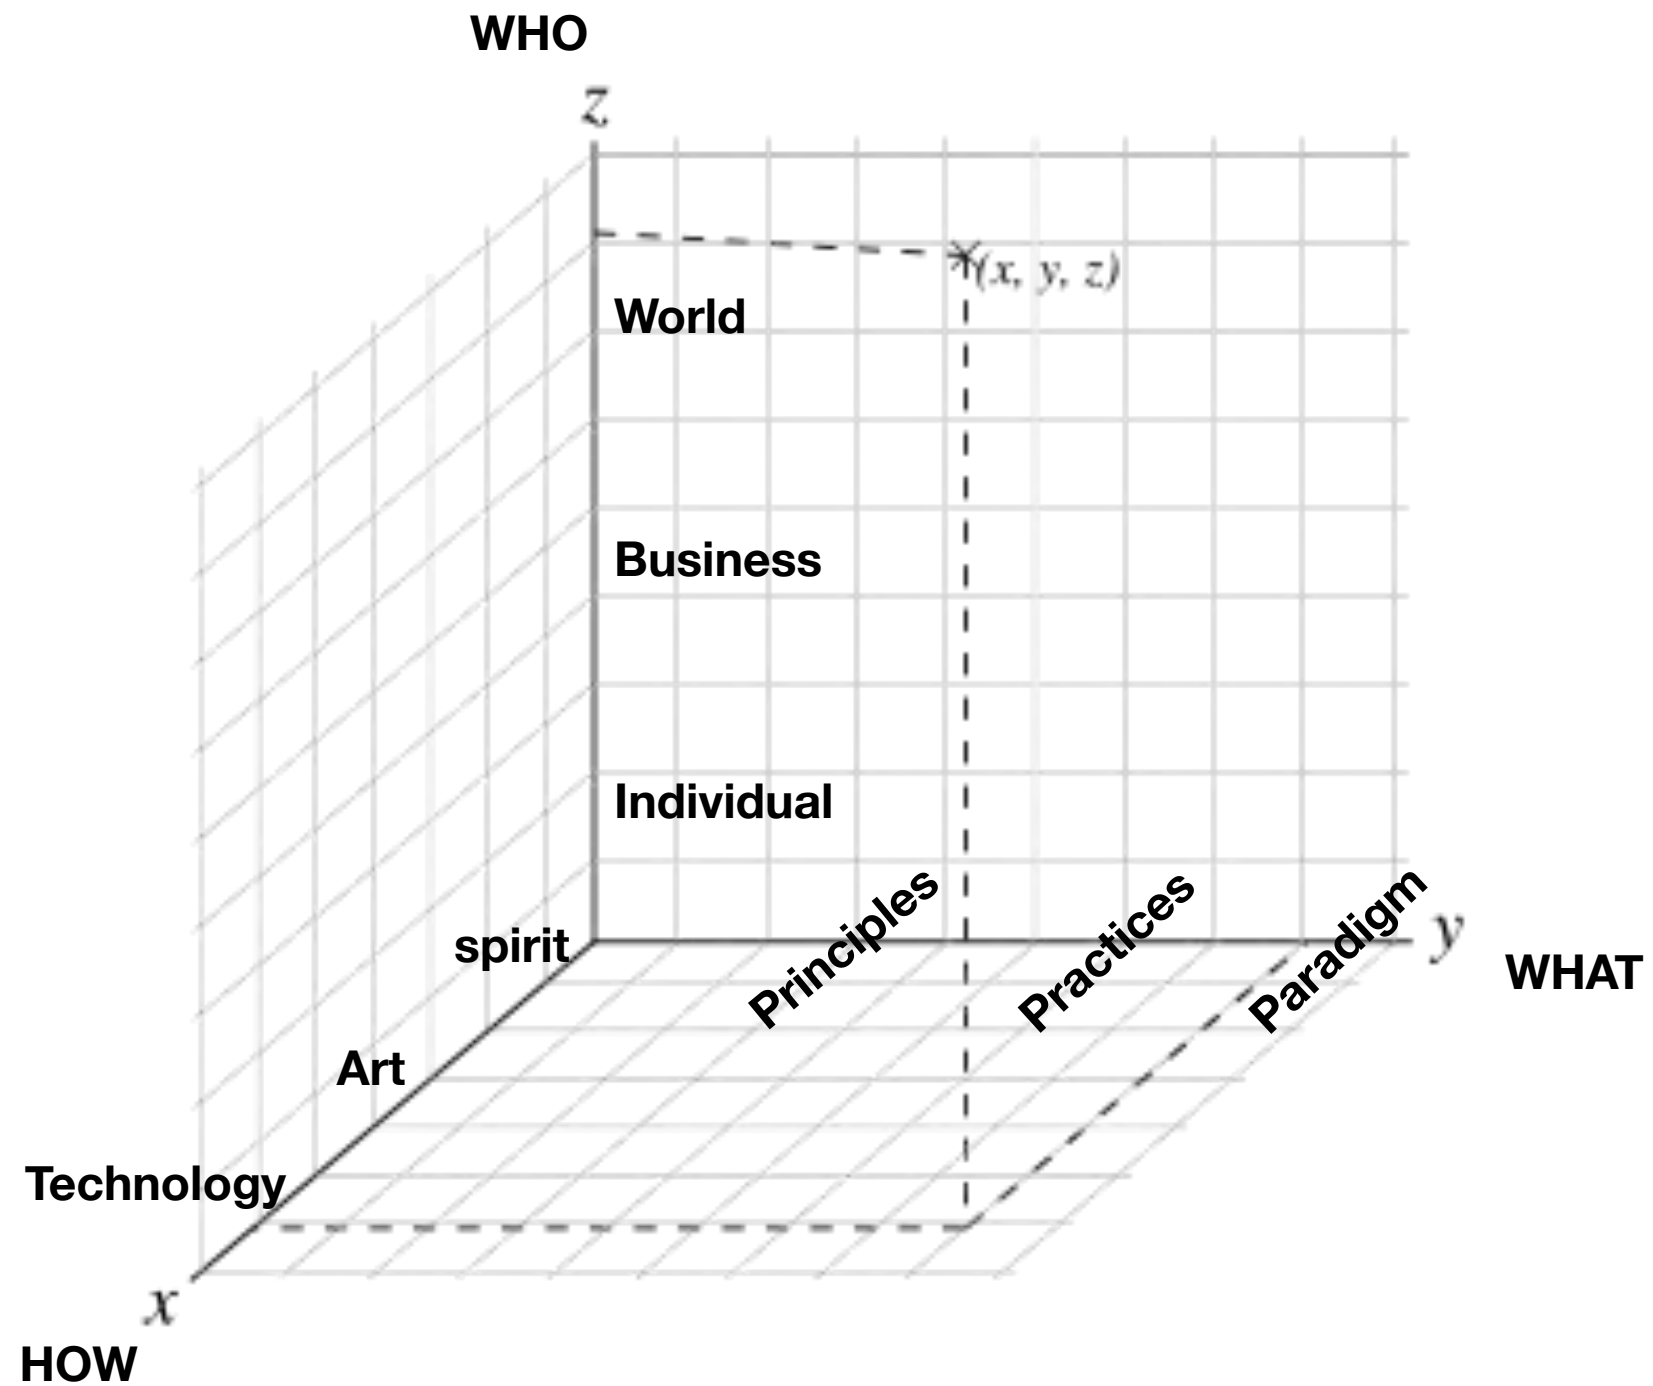 WHO
z
(x, y, z)
World
Business
Individual
Principles
Practices
Paradigm
y
spirit
WHAT
Art
Technology
x
HOW